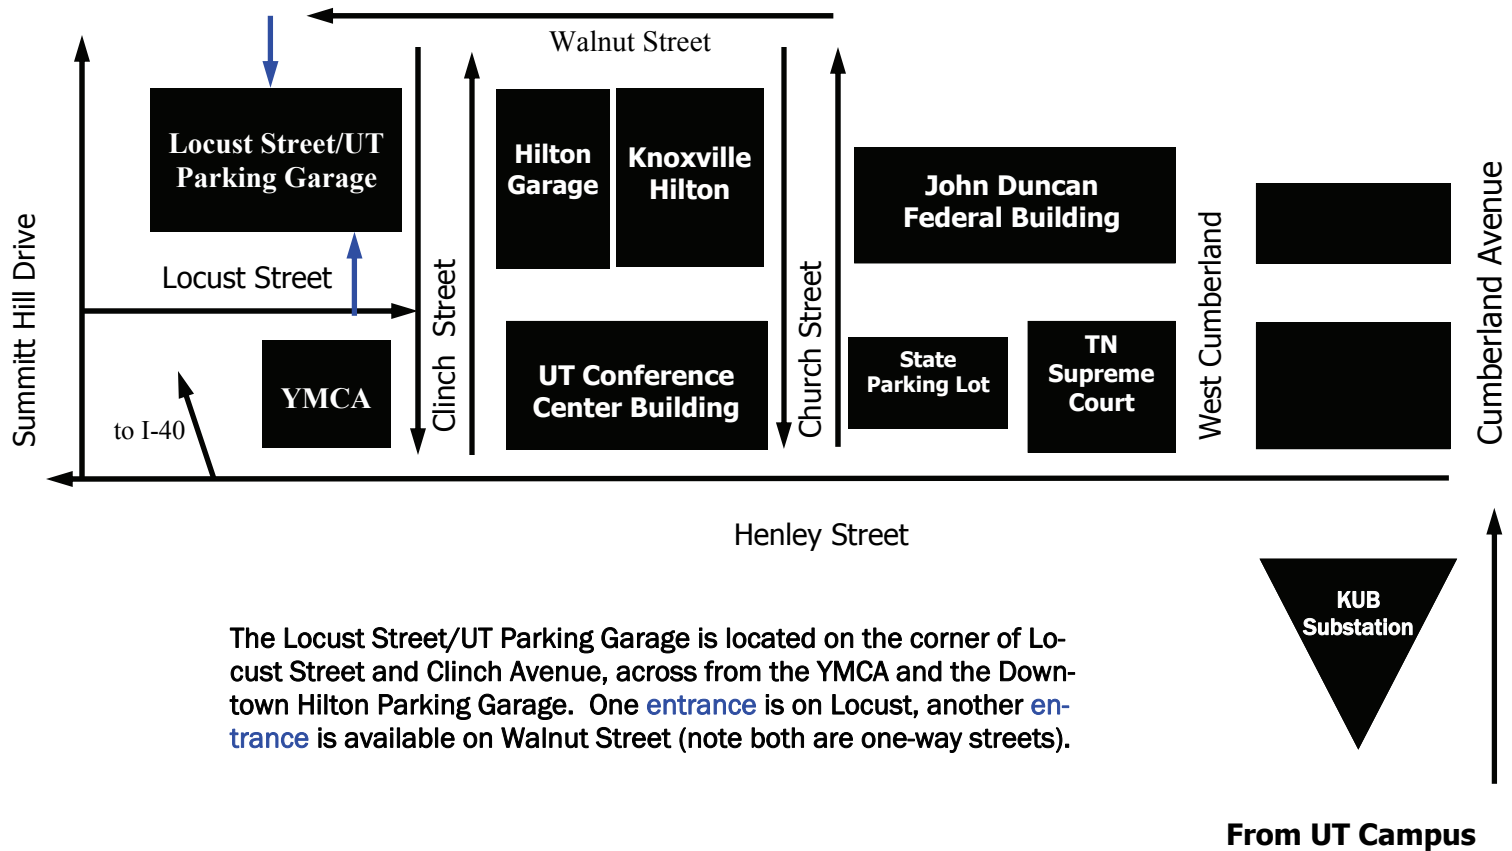 Walnut Street
Locust Street/UT
Parking Garage
Hilton
Garage
Knoxville
Hilton
John Duncan
Federal Building
Summitt Hill Drive
Locust Street
Clinch Street
Church Street
West Cumberland
Cumberland Avenue
YMCA
to I-40
UT Conference
Center Building
State
Parking Lot
TN
Supreme
Court
Henley Street
KUB
Substation
The Locust Street/UT Parking Garage is located on the corner of Lo-
cust Street and Clinch Avenue, across from the YMCA and the Down-
town Hilton Parking Garage.  One entrance is on Locust, another en-
trance is available on Walnut Street (note both are one-way streets).
From UT Campus